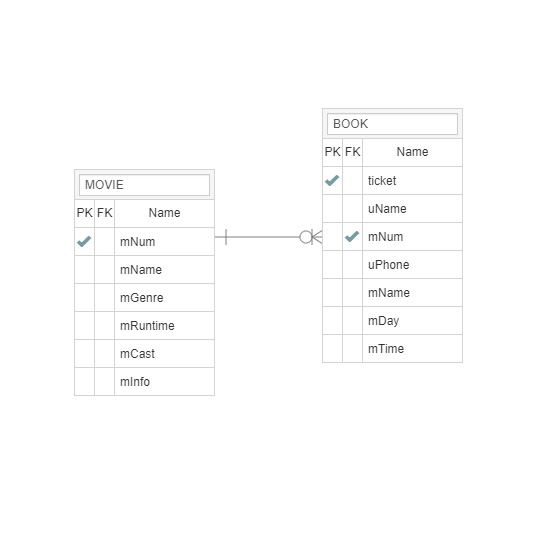 MOVIE
PK FK Name
mNum
mName
mGenre
mRuntime
mCast
mInfo
BOOK
PK FK Name
ticket
uName
mNum
uPhone
mName
mDay
mTime